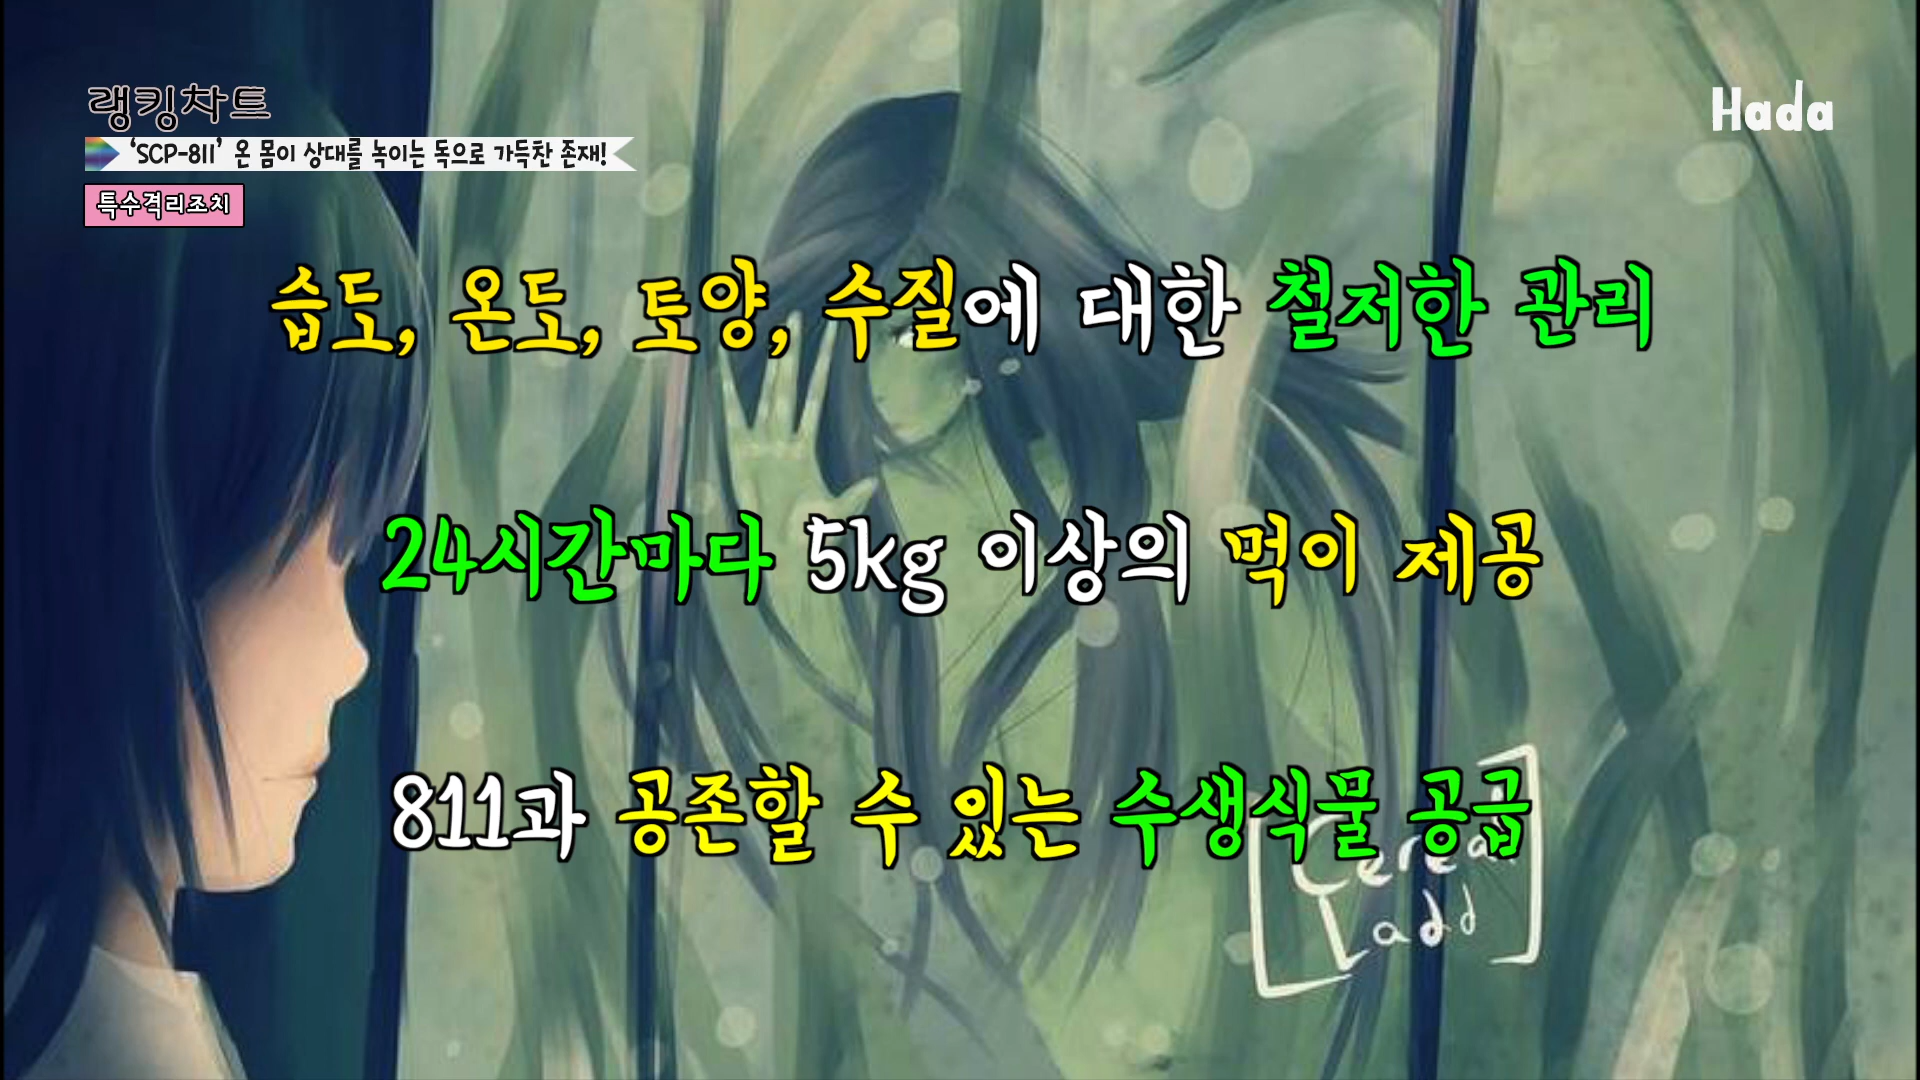 랭킹차트
Hada
‘SCP-811’ 온 몸이 상대를 녹이는 독으로 가득찬 존재!
특수격리조치
습도, 온도, 토양, 수질에 대한 철저한 관리
24시간마다 5kg 이상의 먹이 제공
811과 공존할 수 있는 수생식물 공급
Cereal
Ladd